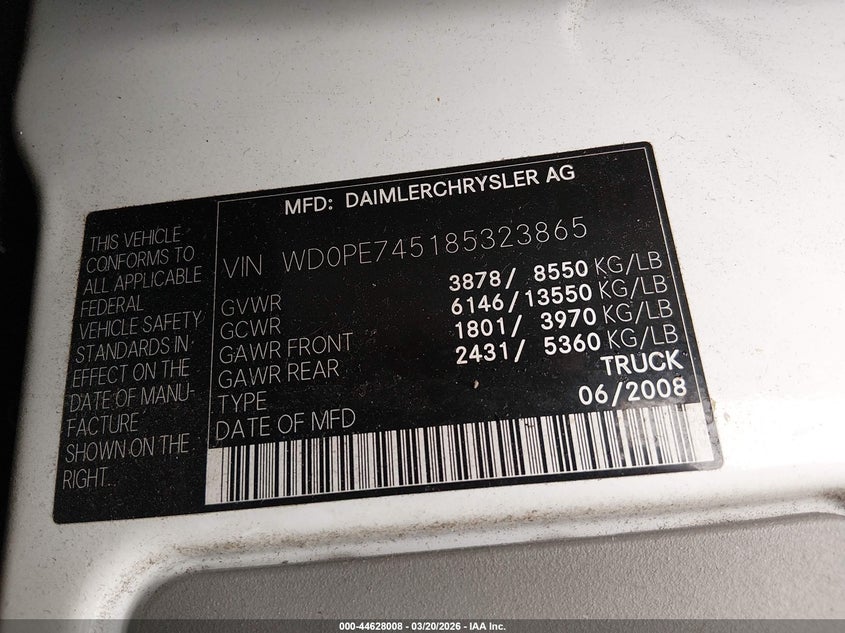 MFD: DAIMLERCHRYSLER AG
THIS VEHICLE
CONFORMS TO
ALL APPLICABLE
FEDERAL
VEHICLE SAFETY
STANDARDS IN
EFFECT ON THE
DATE OF MANU-
FACTURE
SHOWN ON THE
RIGHT..
VIN WD0PE745185323865
GVWR 3878/ 8550 KG/LB
GCWR 6146/13550 KG/LB
GAWR FRONT 1801/ 3970 KG/LB
GAWR REAR 2431/ 5360 KG/LB
TYPE TRUCK
DATE OF MFD 06/2008
000-44628008 - 03/20/2026 - IAA Inc.